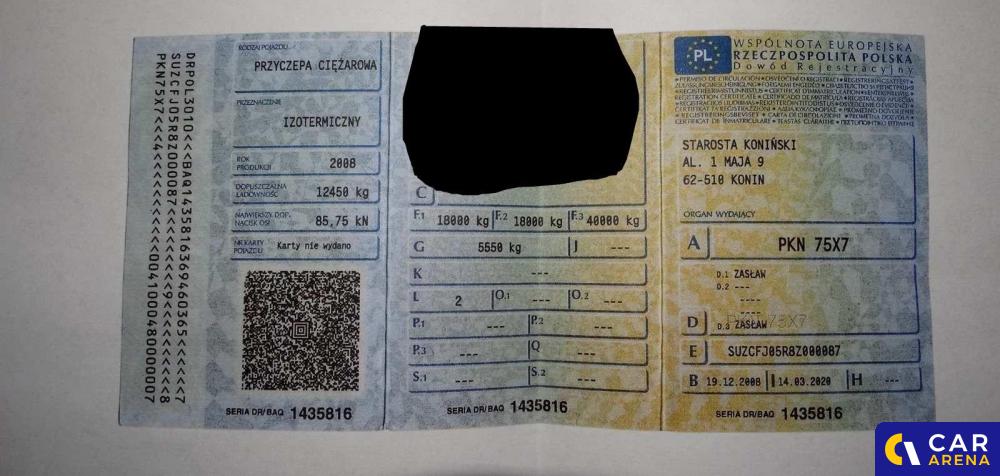 DRPOL3010<<BAQ1435816369460365<<<<<<7
SUZCFJ05R8Z000087<<<<<<<
PKN75X7<<
RODZAJ POJAZDU
PRZYCZEPA CIĘŻAROWA
PRZEZNACZENIE
IZOTERMICZNY
ROK PRODUKCJI 2008
DOPUSZCZALNA ŁADOWNOŚĆ 12450 kg
NAJWIĘKSZY DOP. NACISK OSI 85,75 kN
NR KARTY POJAZDU Karty nie wydano
SERIA DR/BAQ 1435816
C
F.1 18000 kg F.2 18000 kg F.3 40000 kg
G 5550 kg J ---
K ---
L 2 O.1 --- O.2 ---
P.1 --- P.2 ---
P.3 --- Q ---
S.1 --- S.2 ---
SERIA DR/BAQ 1435816
PL
WSPÓLNOTA EUROPEJSKA
RZECZPOSPOLITA POLSKA
Dowód Rejestracyjny
STAROSTA KONIŃSKI
AL. 1 MAJA 9
62-510 KONIN
ORGAN WYDAJĄCY
A PKN 75X7
D.1 ZASŁAW
D.2 ---
----
----
D D.3 ZASŁAW
E SUZCFJ05R8Z000087
B 19.12.2008 I 14.03.2020 H ---
SERIA DR/BAQ 1435816
CAR
ARENA